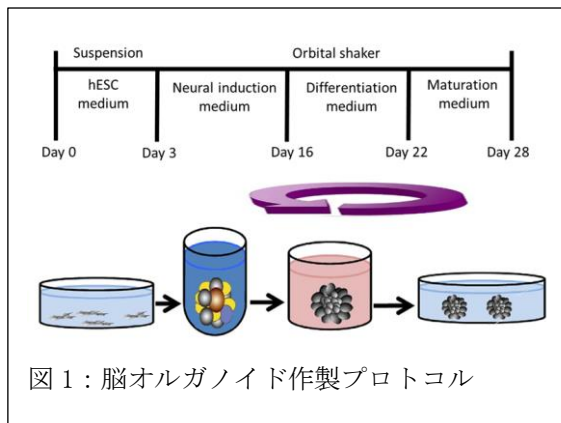 Suspension Orbital shaker
hESC medium
Neural induction medium
Differentiation medium
Maturation medium
Day 0 Day 3 Day 16 Day 22 Day 28
図1：脳オルガノイド作製プロトコル